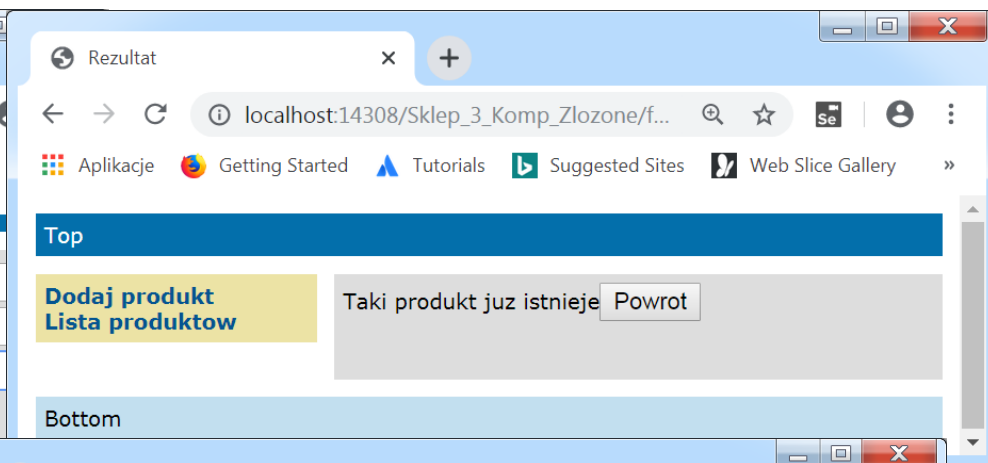 Rezultat
localhost:14308/Sklep_3_Komp_Zlozone/f...
Se
Aplikacje Getting Started Tutorials Suggested Sites Web Slice Gallery »
Top
Dodaj produkt
Lista produktow
Taki produkt juz istnieje Powrot
Bottom